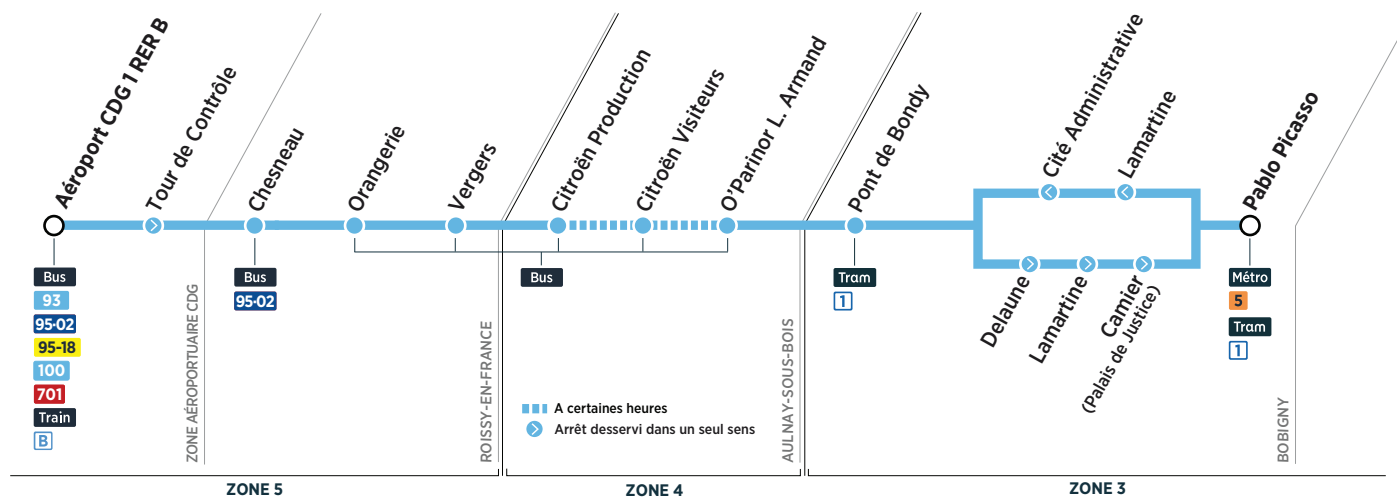 Aéroport CDG 1 RER B
Tour de Contrôle
Chesneau
Orangerie
Vergers
Citroën Production
Citroën Visiteurs
O'Parinor L. Armand
Pont de Bondy
Cité Administrative
Lamartine
Pablo Picasso
Delaune
Lamartine
Camier
(Palais de Justice)
Bus
93
95-02
95-18
100
701
Train
B
Bus
95-02
Bus
Tram
1
Métro
5
Tram
1
ZONE AÉROPORTUAIRE CDG
ROISSY-EN-FRANCE
AULNAY-SOUS-BOIS
BOBIGNY
A certaines heures
Arrêt desservi dans un seul sens
ZONE 5
ZONE 4
ZONE 3